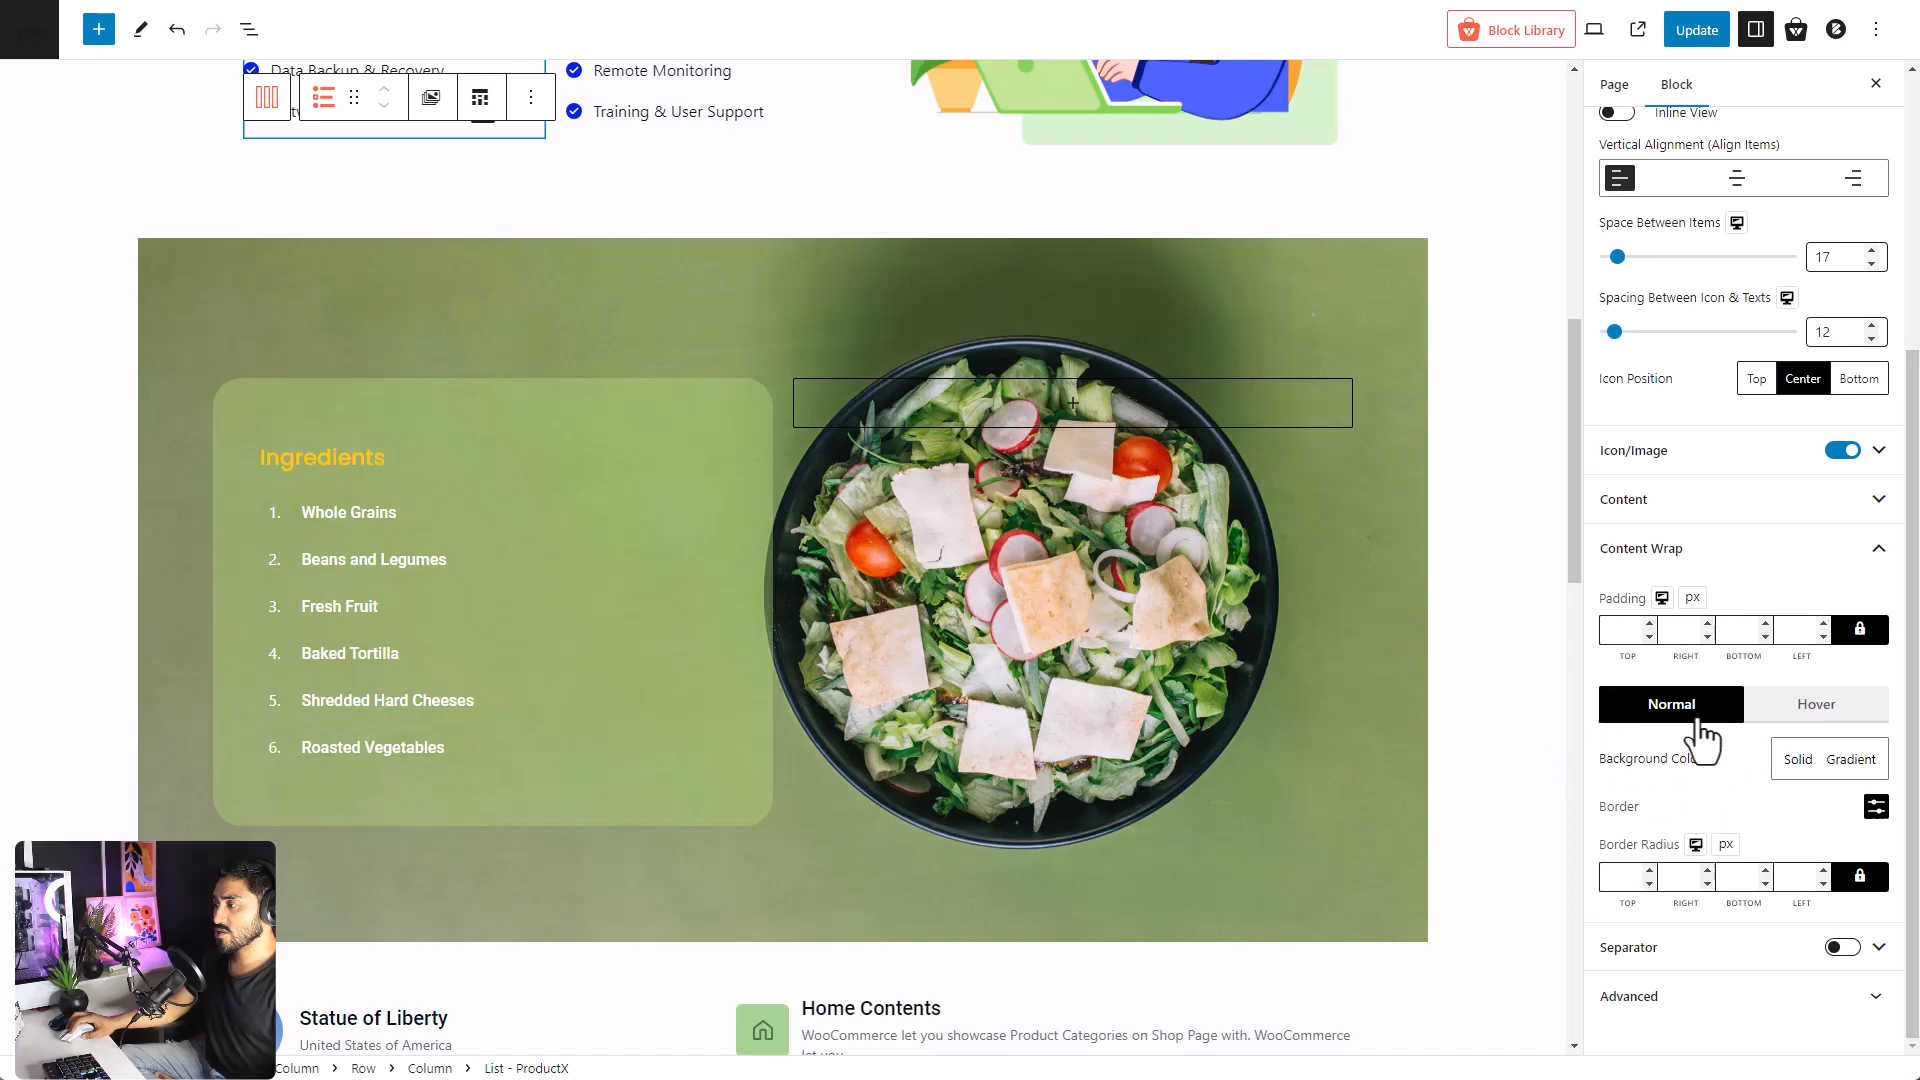 Block Library
Update
Data Backup & Recovery
Remote Monitoring
Training & User Support
Page
Block
Inline View
Vertical Alignment (Align Items)
Space Between Items
17
Spacing Between Icon & Texts
12
Icon Position
Top
Center
Bottom
Icon/Image
Content
Content Wrap
Padding
px
TOP
RIGHT
BOTTOM
LEFT
Normal
Hover
Solid
Gradient
Border
Border Radius
px
TOP
RIGHT
BOTTOM
LEFT
Separator
Advanced
Ingredients
1. Whole Grains
2. Beans and Legumes
3. Fresh Fruit
4. Baked Tortilla
5. Shredded Hard Cheeses
6. Roasted Vegetables
Statue of Liberty
United States of America
Home Contents
WooCommerce let you showcase Product Categories on Shop Page with. WooCommerce
Column
Row
Column
List - ProductX